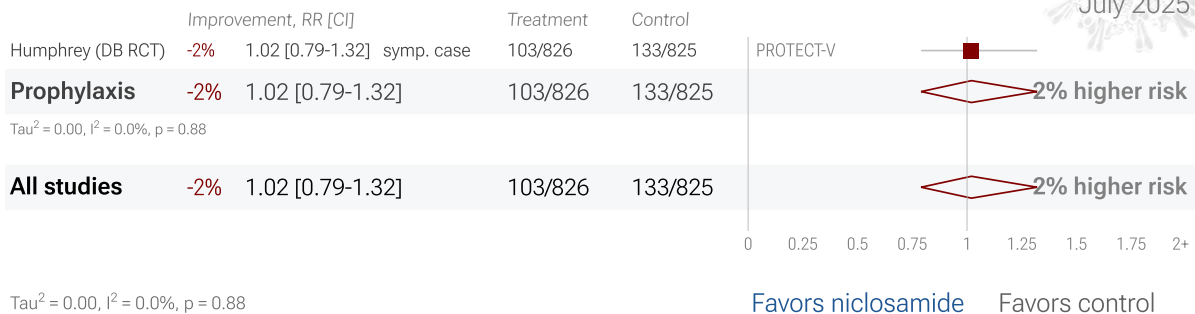 July 2025
Improvement, RR [CI] Treatment Control
Humphrey (DB RCT) -2% 1.02 [0.79-1.32] symp. case 103/826 133/825 PROTECT-V
Prophylaxis -2% 1.02 [0.79-1.32] 103/826 133/825 2% higher risk
Tau² = 0.00, I² = 0.0%, p = 0.88
All studies -2% 1.02 [0.79-1.32] 103/826 133/825 2% higher risk
0 0.25 0.5 0.75 1 1.25 1.5 1.75 2+
Tau² = 0.00, I² = 0.0%, p = 0.88 Favors niclosamide Favors control